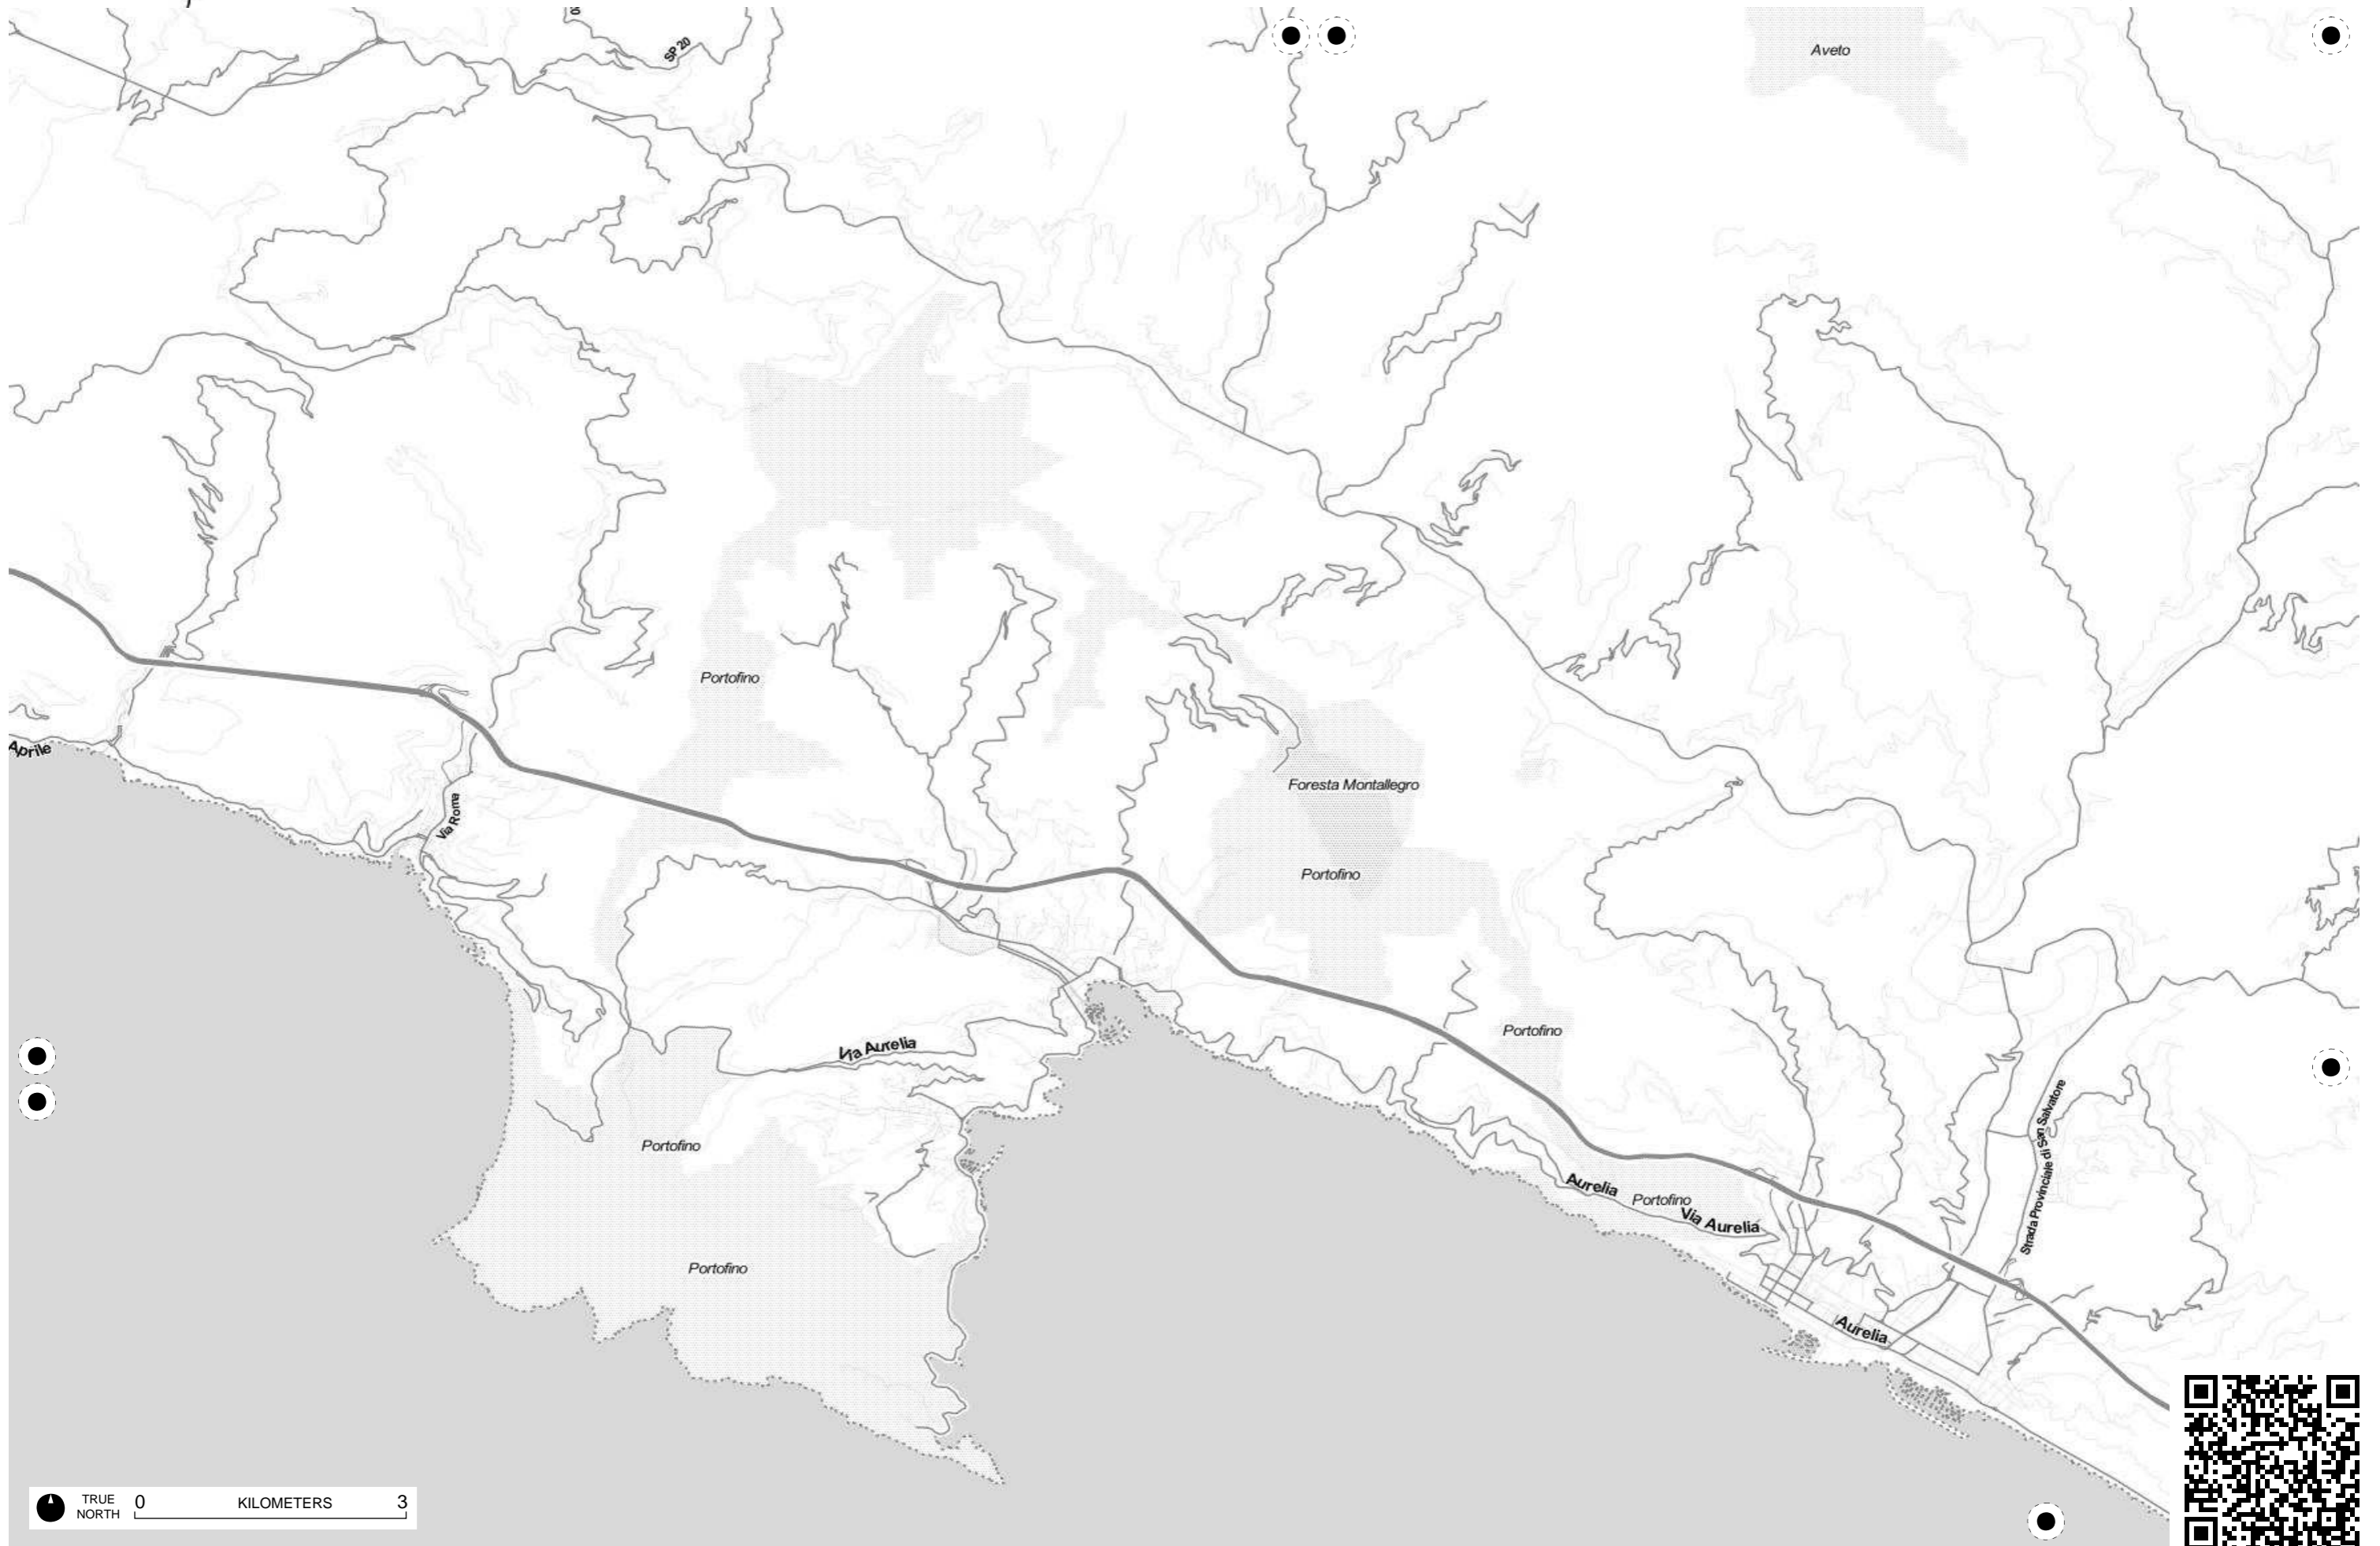 SP 20
Aveto
Portofino
Aprile
Foresta Montallegro
Via Roma
Portofino
Portofino
Via Aurelia
Portofino
Strada Provinciale di San Salvatore
Aurelia
Portofino
Via Aurelia
Portofino
Aurelia
TRUE NORTH
0 KILOMETERS 3